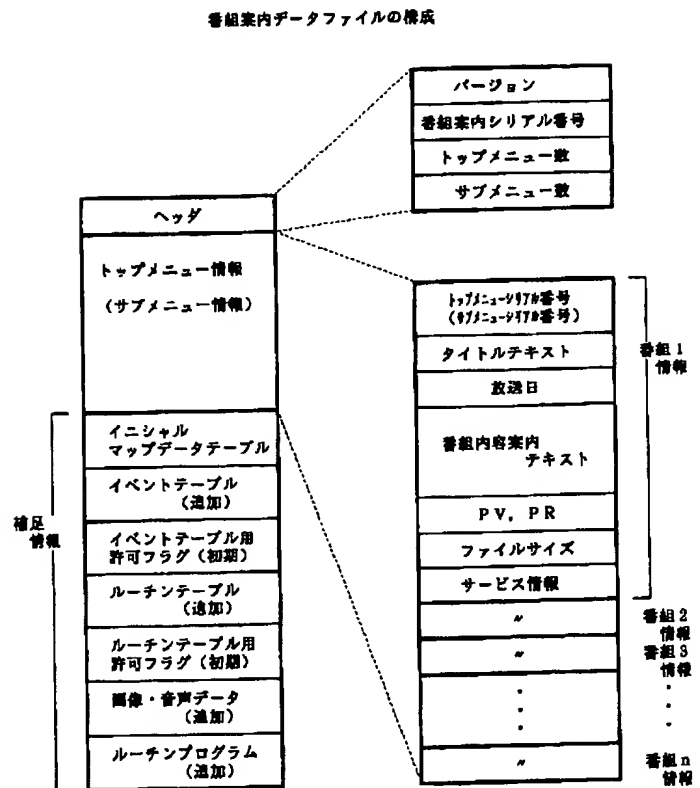 番組案内データファイルの構成
バージョン
番組案内シリアル番号
トップメニュー数
サブメニュー数
ヘッダ
トップメニュー情報
(サブメニュー情報)
トップメニューシリアル番号
(サブメニューシリアル番号)
タイトルテキスト
放送日
番組内容案内
テキスト
PV, PR
ファイルサイズ
サービス情報
〃
〃
・
・
・
・
〃
番組1
情報
番組2
情報
番組3
情報
・
・
番組n
情報
補足
情報
イニシャル
マップデータテーブル
イベントテーブル
(追加)
イベントテーブル用
許可フラグ(初期)
ルーチンテーブル
(追加)
ルーチンテーブル用
許可フラグ(初期)
画像・音声データ
(追加)
ルーチンプログラム
(追加)